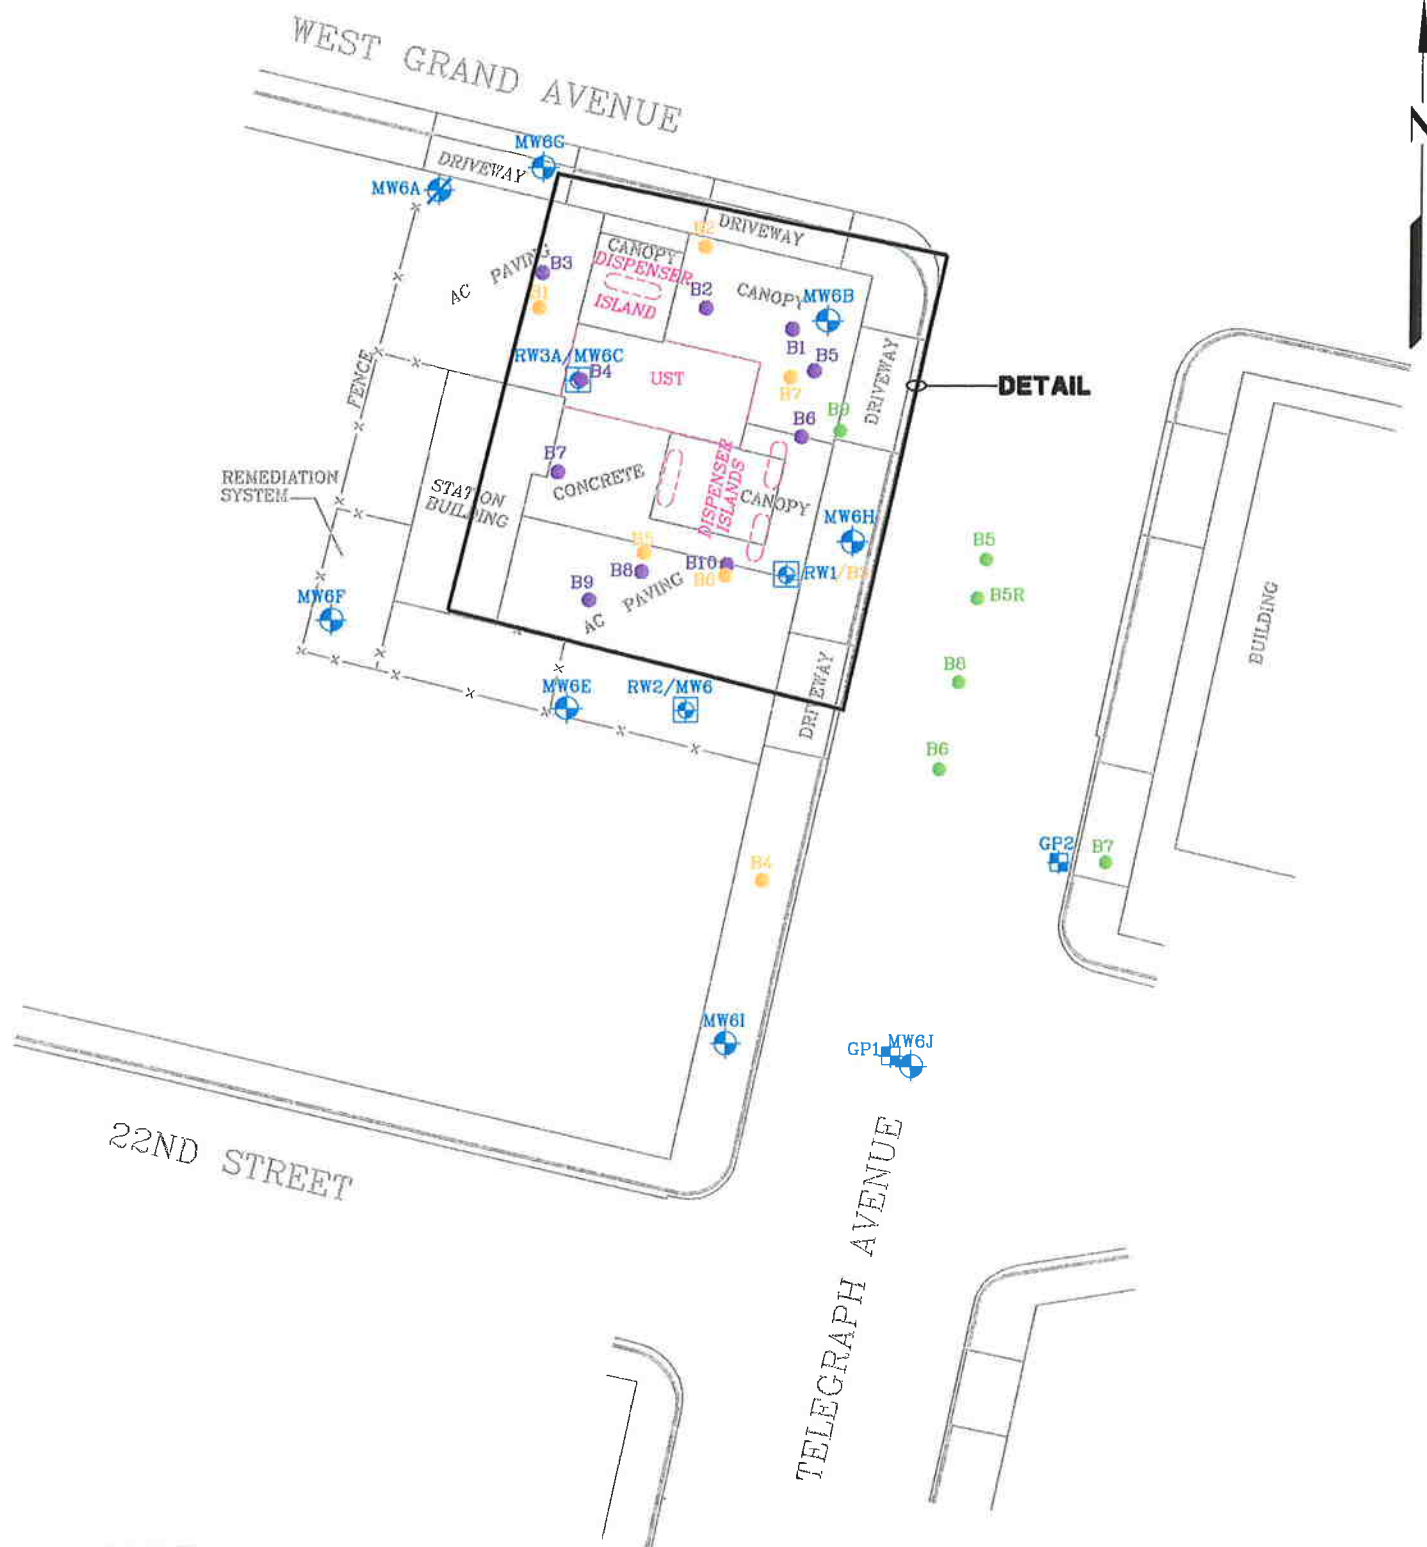 WEST GRAND AVENUE
N
MW6G
DRIVEWAY
MW6A
B2
DRIVEWAY
CANOPY
AC PAVING
B3
DISPENSER
ISLAND
B1
B2
CANOPY
MW6B
B1
B5
RW3A/MW6C
B4
UST
B7
DRIVEWAY
DETAIL
FENCE
B6
B9
B7
CONCRETE
DISPENSER
ISLANDS
CANOPY
REMEDIATION
SYSTEM
STATION
BUILDING
MW6H
B5
B8
B10
B6
RW1/B3
B9
AC PAVING
MW6F
B5
B5R
BUILDING
MW6E
RW2/MW6
DRIVEWAY
B8
B6
GP2
B7
B4
MW6I
GP1
MW6J
22ND STREET
TELEGRAPH AVENUE